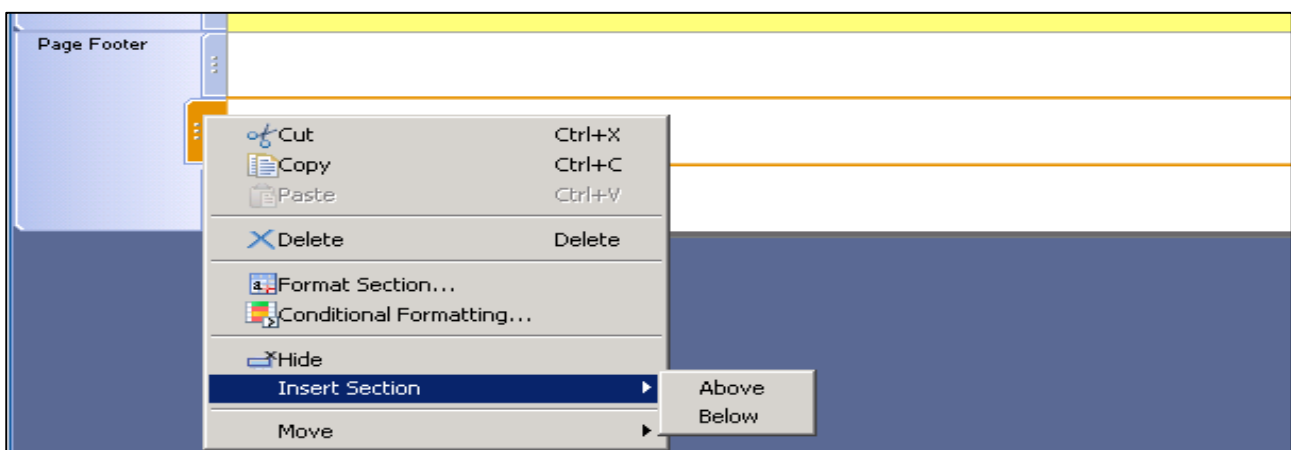 Page Footer
Cut Ctrl+X
Copy Ctrl+C
Paste Ctrl+V
Delete Delete
Format Section...
Conditional Formatting...
Hide
Insert Section
Above
Below
Move